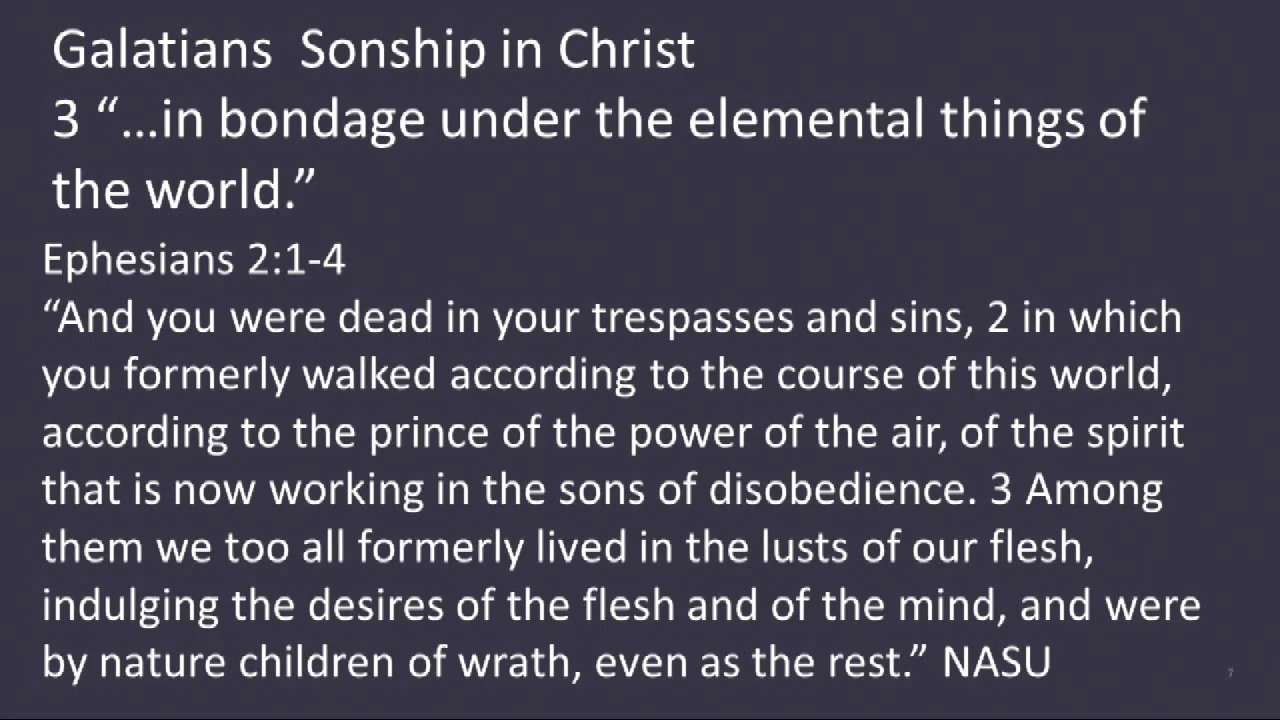 Galatians  Sonship in Christ
3 “...in bondage under the elemental things of
the world.”
Ephesians 2:1-4
“And you were dead in your trespasses and sins, 2 in which
you formerly walked according to the course of this world,
according to the prince of the power of the air, of the spirit
that is now working in the sons of disobedience. 3 Among
them we too all formerly lived in the lusts of our flesh,
indulging the desires of the flesh and of the mind, and were
by nature children of wrath, even as the rest.” NASU
7